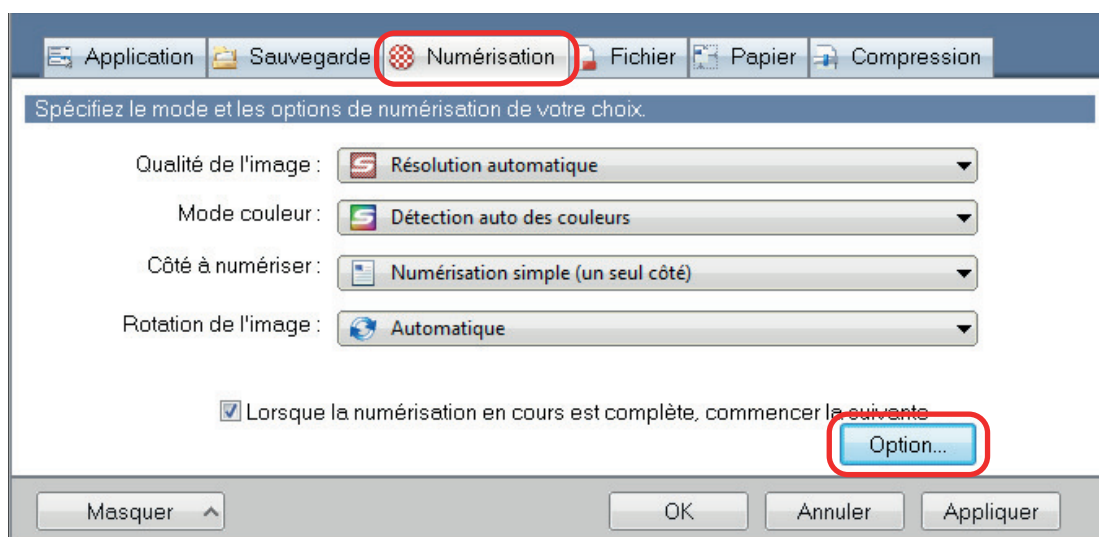 Application Sauvegarde Numérisation Fichier Papier Compression
Spécifiez le mode et les options de numérisation de votre choix.
Qualité de l'image : Résolution automatique
Mode couleur : Détection auto des couleurs
Côté à numériser : Numérisation simple (un seul côté)
Rotation de l'image : Automatique
Lorsque la numérisation en cours est complète, commencer la suivante
Option...
Masquer OK Annuler Appliquer